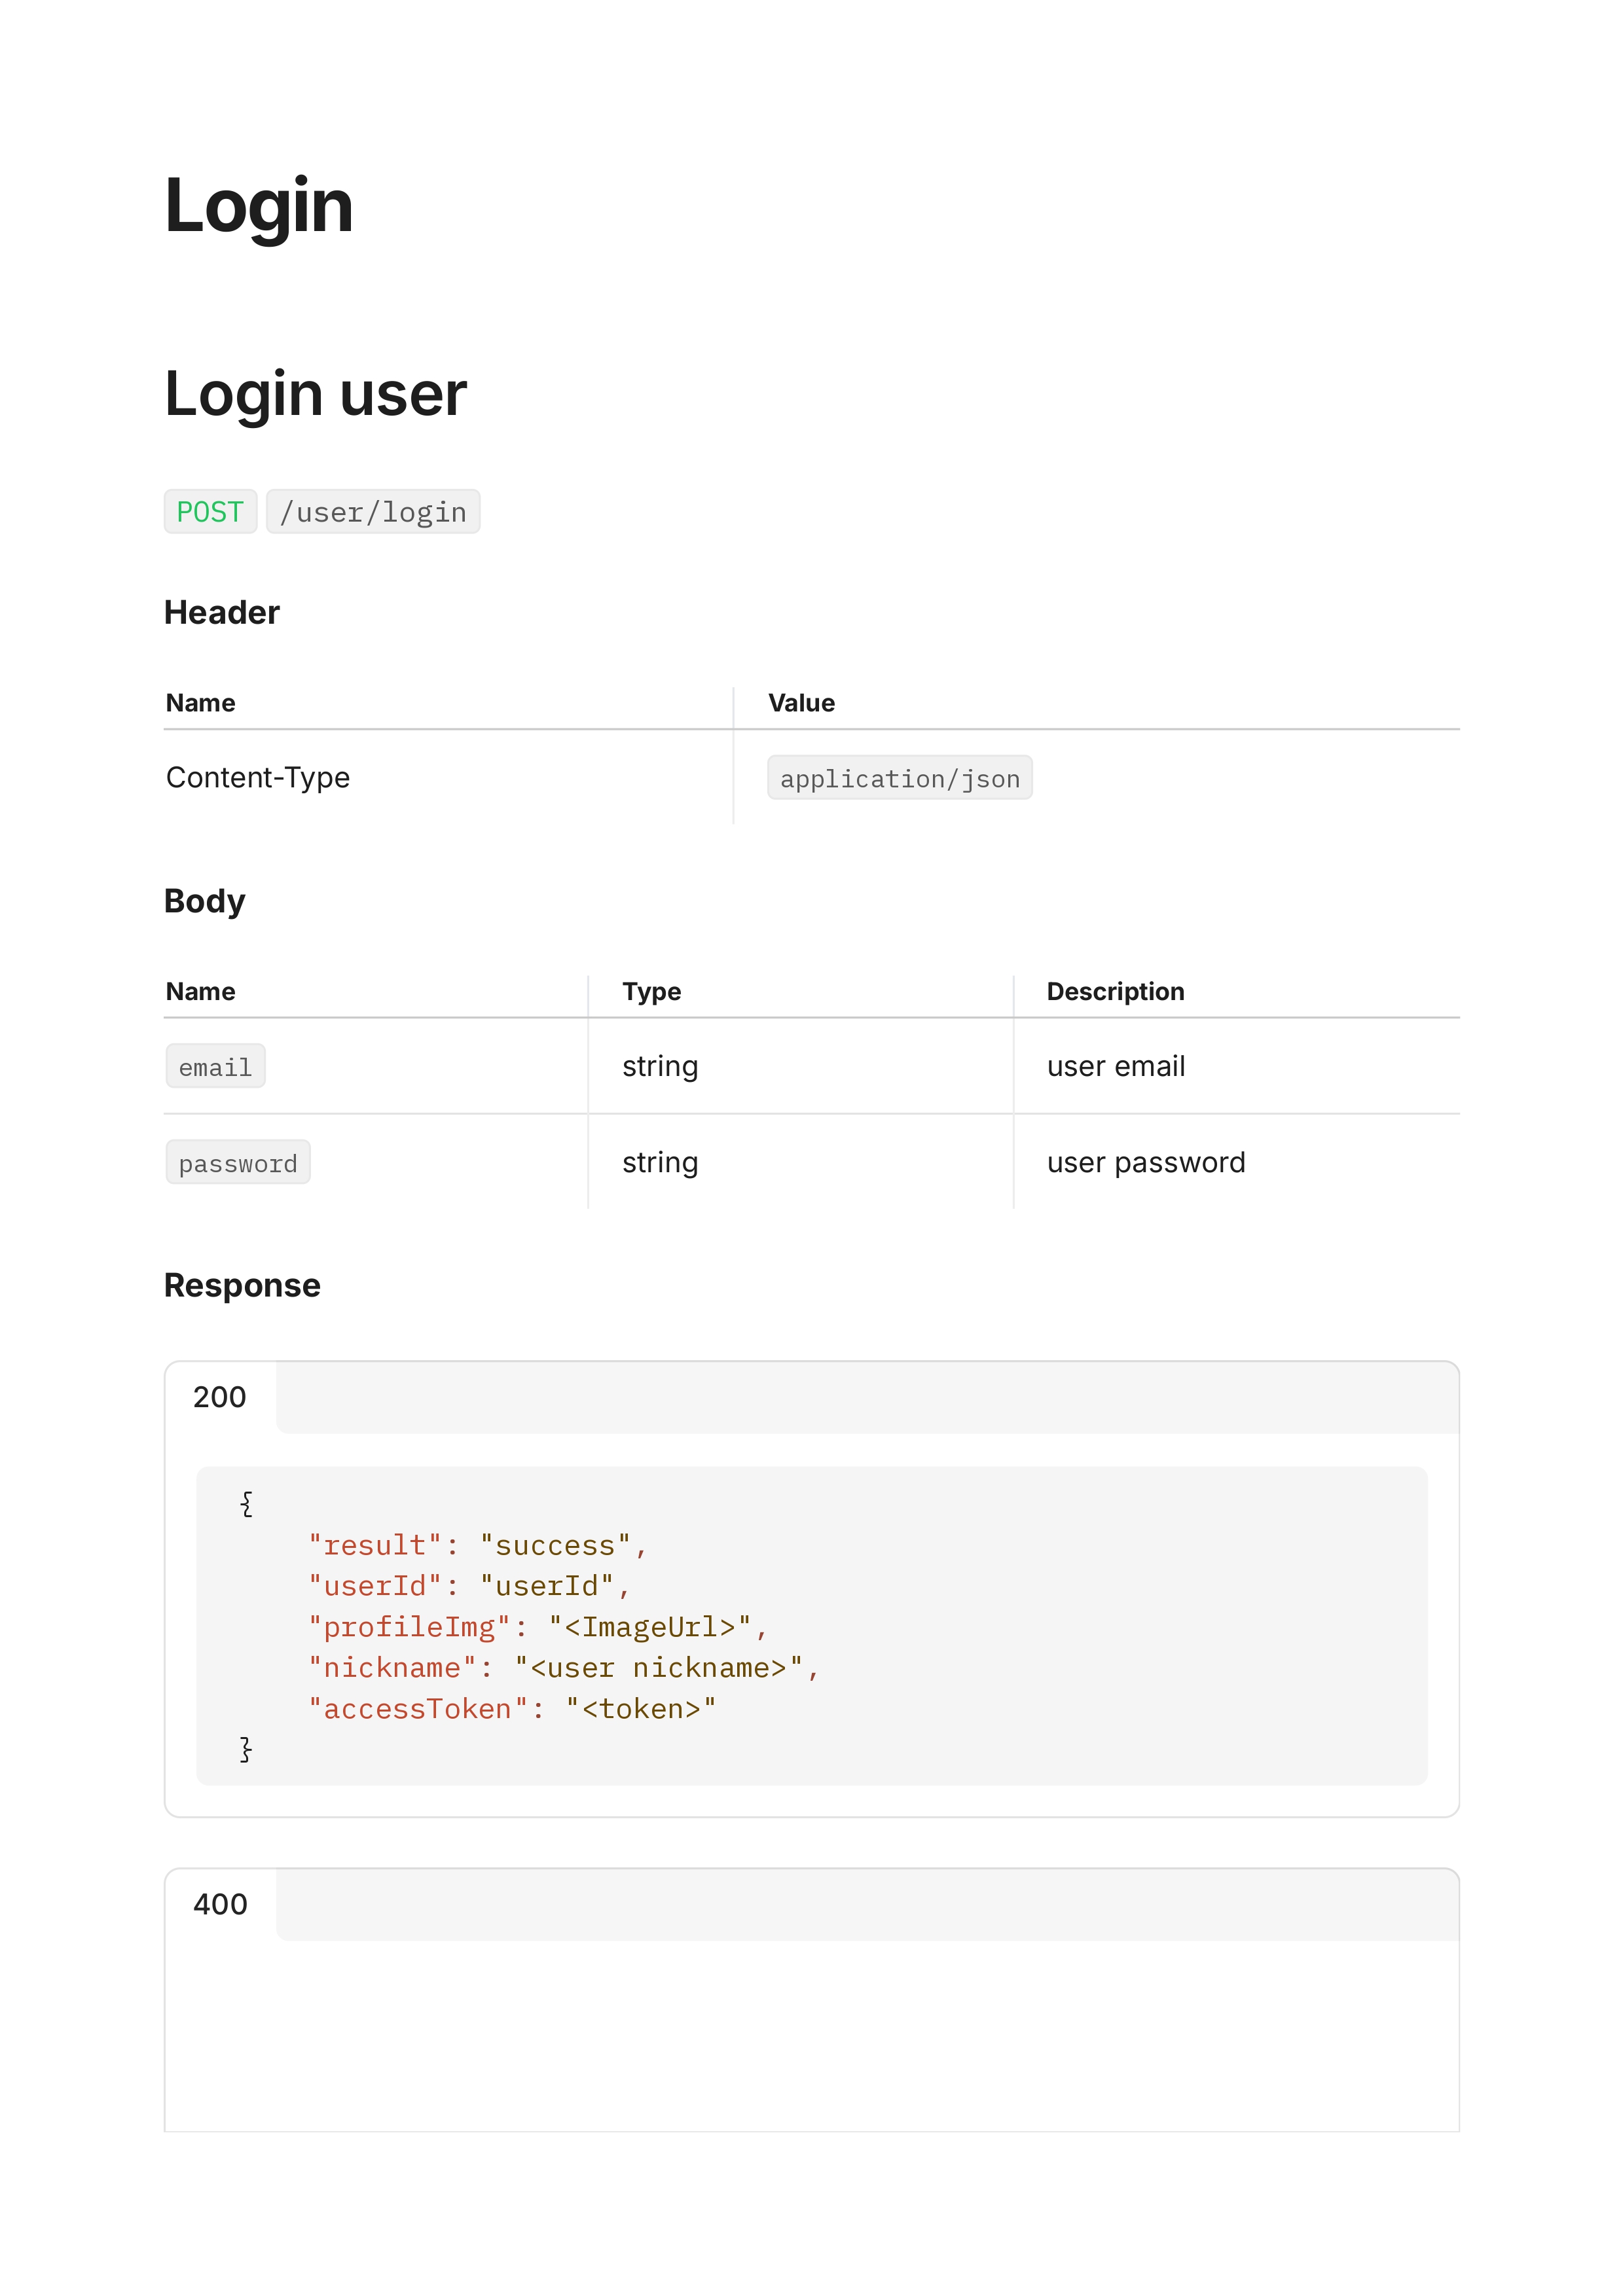 Login
Login user
POST /user/login
Header
Name Value
Content-Type application/json
Body
Name Type Description
email string user email
password string user password
Response
200
{
"result": "success",
"userId": "userId",
"profileImg": "<ImageUrl>",
"nickname": "<user nickname>",
"accessToken": "<token>"
}
400